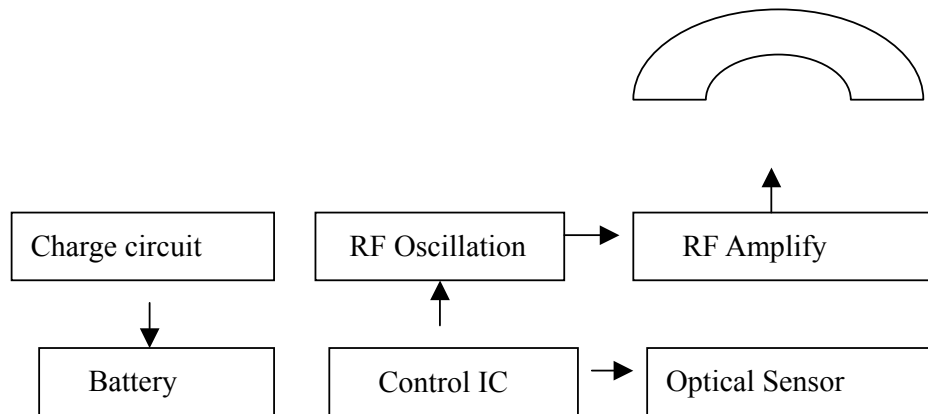 Charge circuit
RF Oscillation
RF Amplify
Battery
Control IC
Optical Sensor